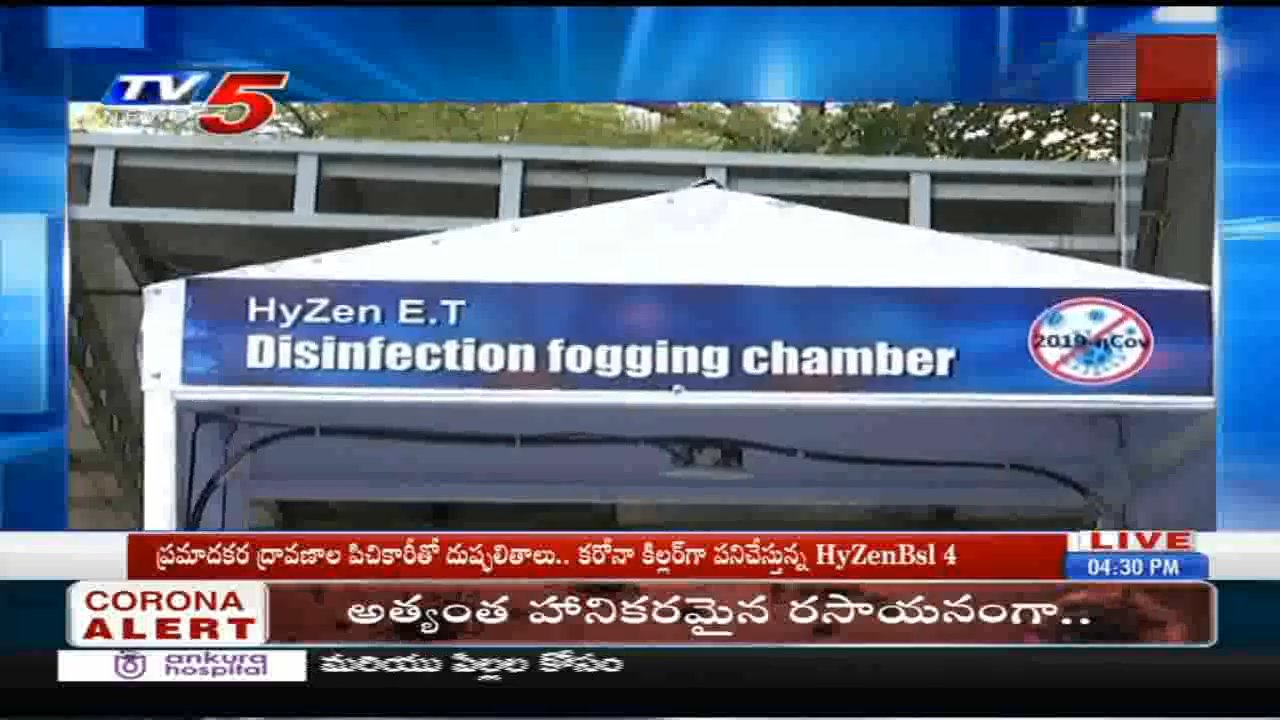 TV5
HyZen E.T
Disinfection fogging chamber
2019-nCov
ప్రమాదకర ద్రావణాల పిచికారీతో దుష్ఫలితాలు.. కరోనా కిల్లర్‌గా పనిచేస్తున్న HyZenBsl 4
LIVE
04:30 PM
CORONA
ALERT
అత్యంత హానికరమైన రసాయనంగా..
ankura
hospital
మరియు పిల్లల కోసం